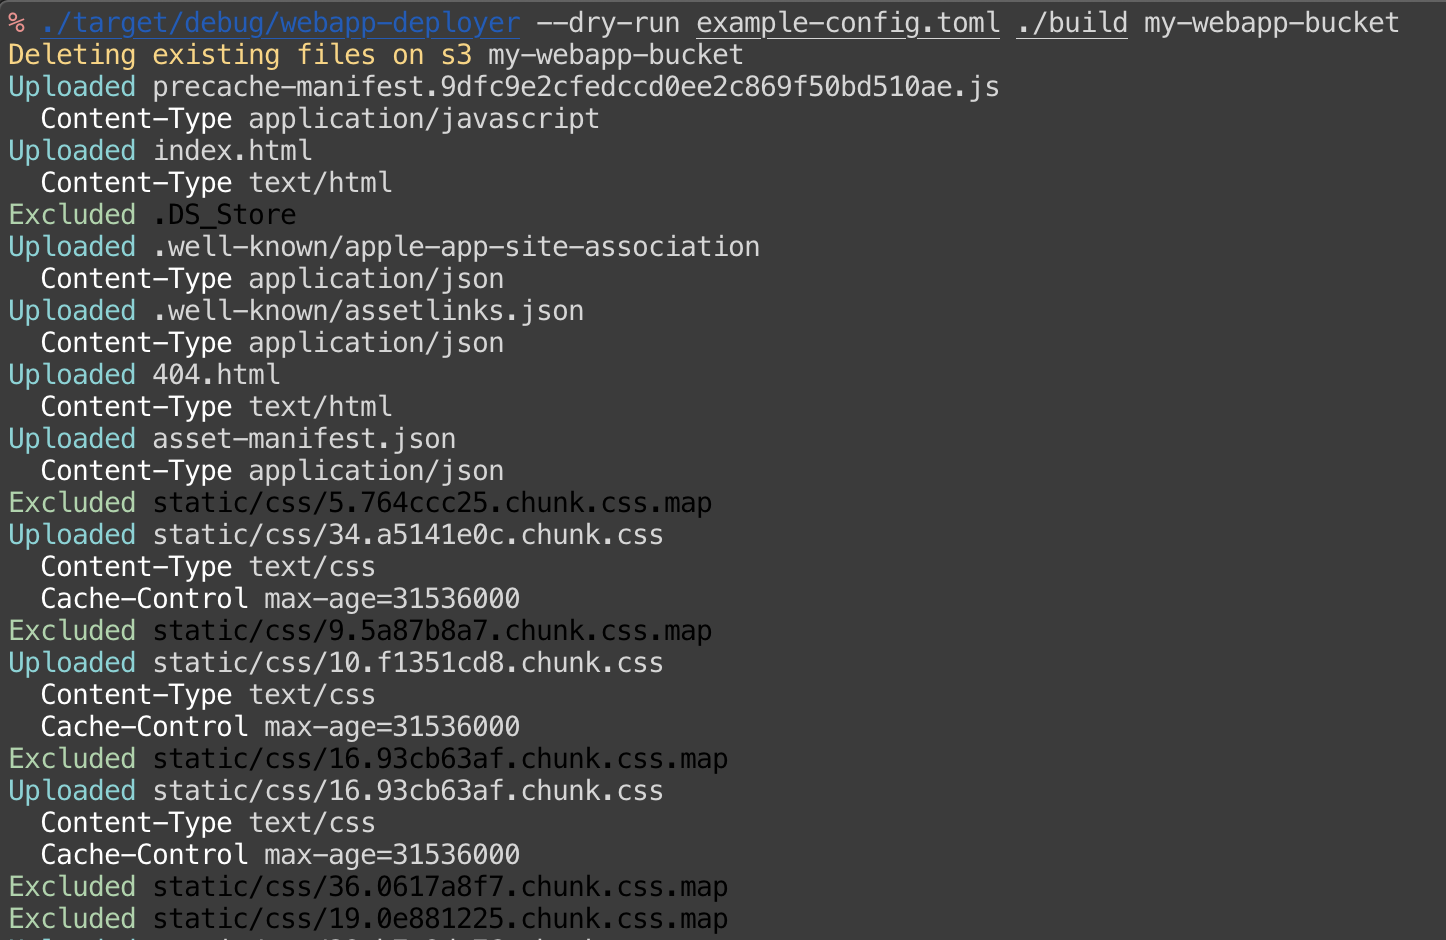 % ./target/debug/webapp-deployer --dry-run example-config.toml ./build my-webapp-bucket
Deleting existing files on s3 my-webapp-bucket
Uploaded precache-manifest.9dfc9e2cfedccd0ee2c869f50bd510ae.js
Content-Type application/javascript
Uploaded index.html
Content-Type text/html
Excluded .DS_Store
Uploaded .well-known/apple-app-site-association
Content-Type application/json
Uploaded .well-known/assetlinks.json
Content-Type application/json
Uploaded 404.html
Content-Type text/html
Uploaded asset-manifest.json
Content-Type application/json
Excluded static/css/5.764ccc25.chunk.css.map
Uploaded static/css/34.a5141e0c.chunk.css
Content-Type text/css
Cache-Control max-age=31536000
Excluded static/css/9.5a87b8a7.chunk.css.map
Uploaded static/css/10.f1351cd8.chunk.css
Content-Type text/css
Cache-Control max-age=31536000
Excluded static/css/16.93cb63af.chunk.css.map
Uploaded static/css/16.93cb63af.chunk.css
Content-Type text/css
Cache-Control max-age=31536000
Excluded static/css/36.0617a8f7.chunk.css.map
Excluded static/css/19.0e881225.chunk.css.map